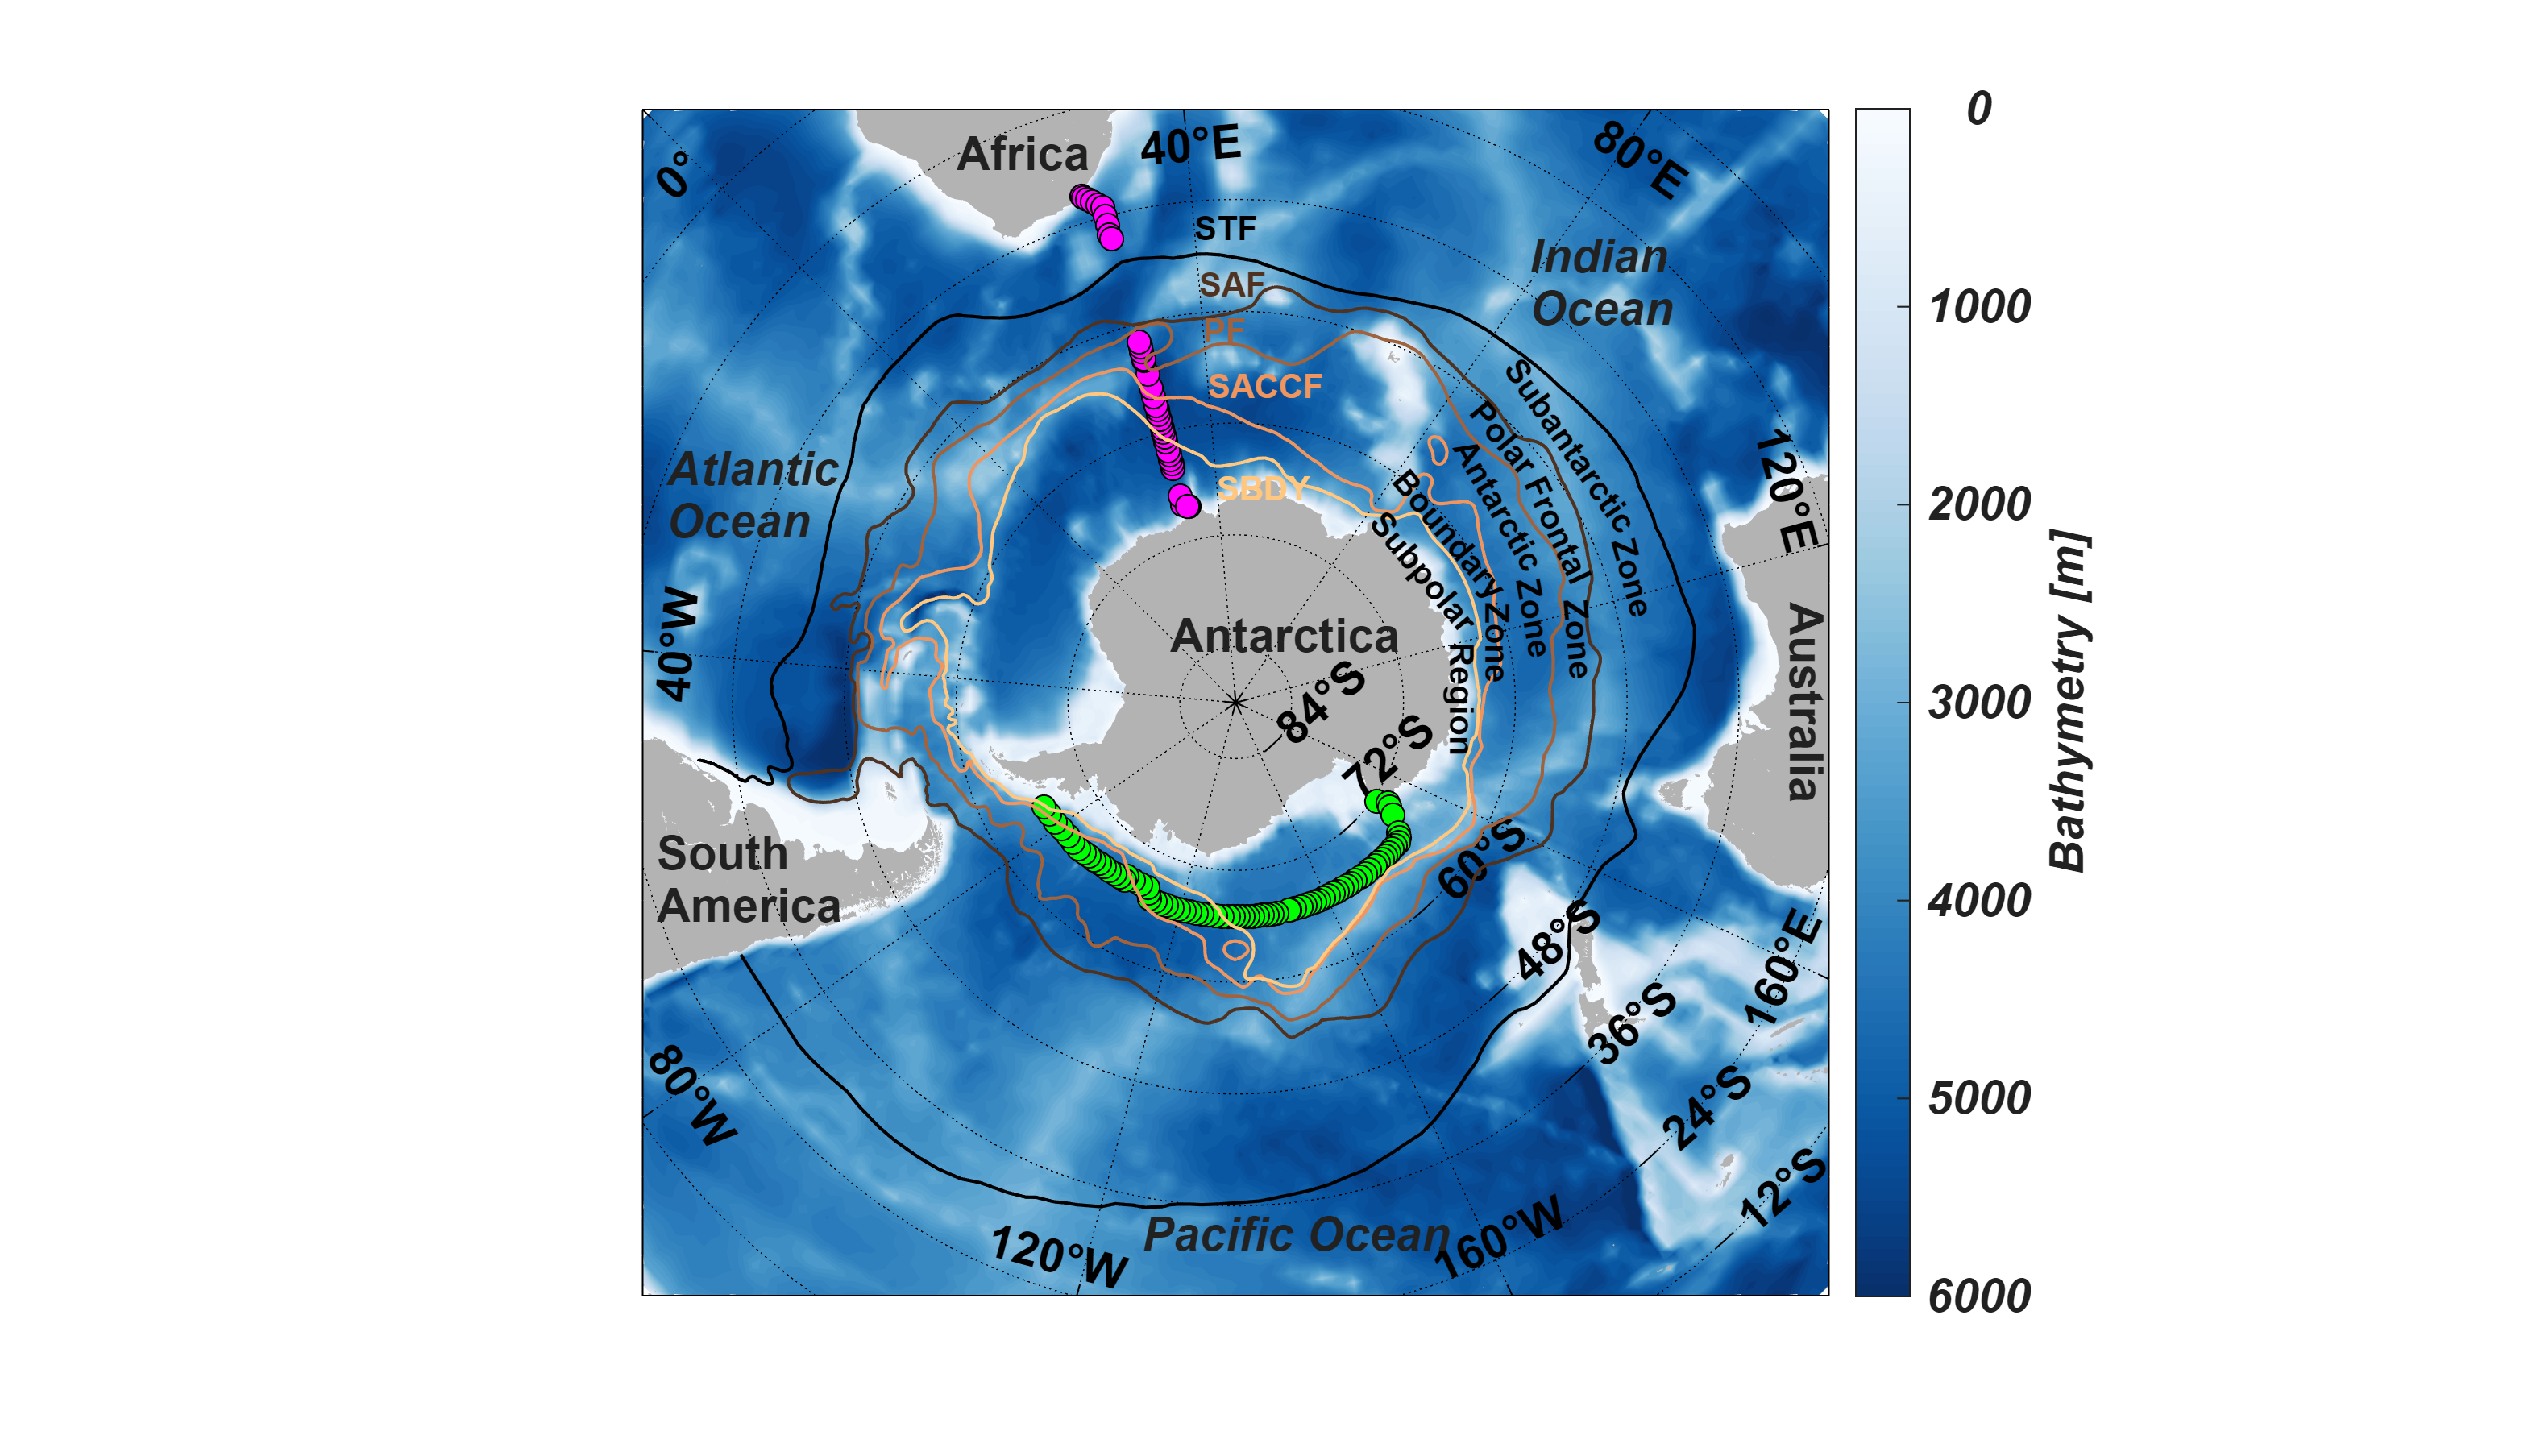 0°
Africa
40°E
80°E
STF
Indian
Ocean
SAF
PF
SACCF
SBDY
Subantarctic Zone
Polar Frontal Zone
Antarctic Zone
Boundary Zone
Subpolar Region
120°E
Atlantic
Ocean
40°W
Antarctica
Australia
84°S
72°S
60°S
48°S
36°S
24°S
12°S
160°E
South
America
80°W
120°W
Pacific Ocean
160°W
0
1000
2000
3000
4000
5000
6000
Bathymetry [m]